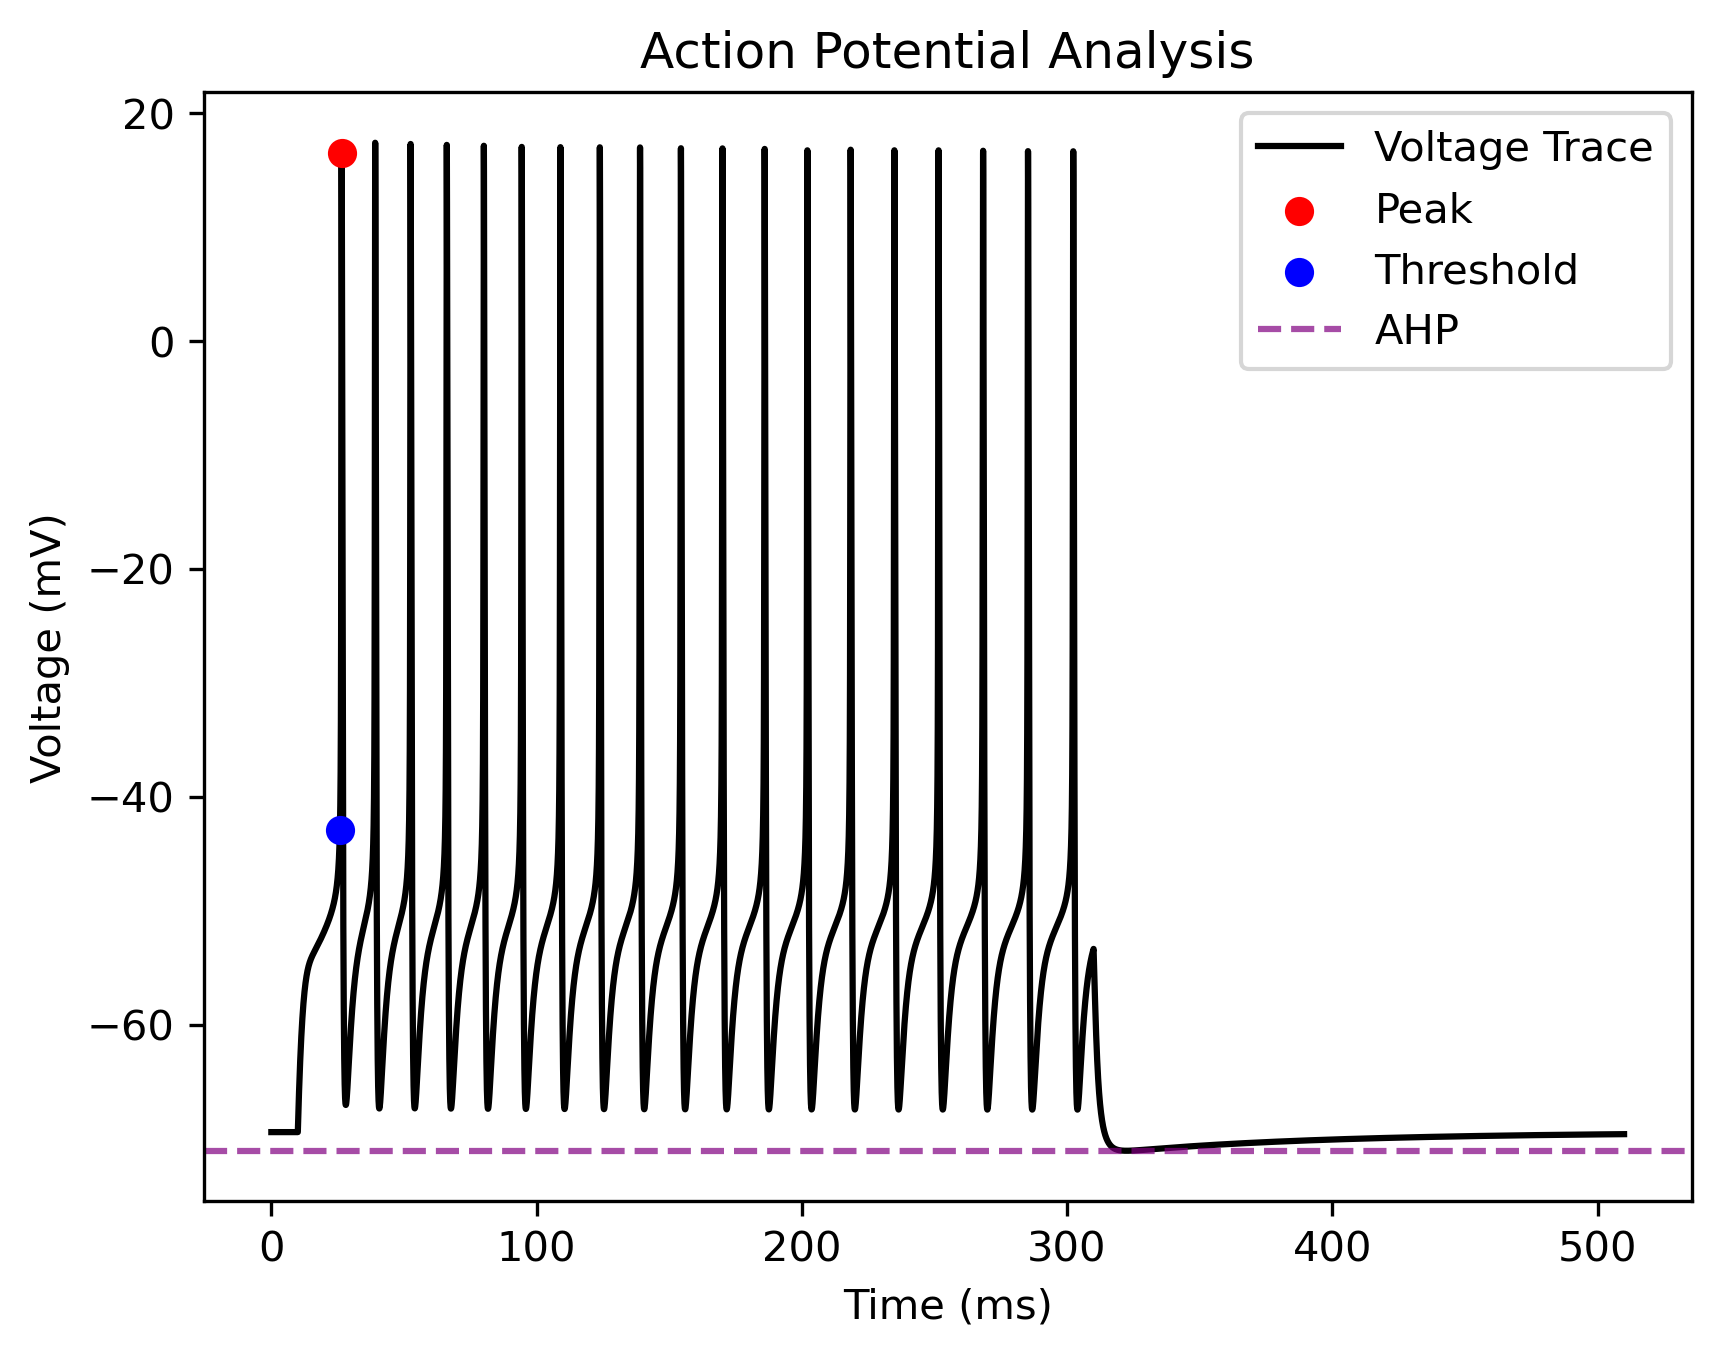 Action Potential Analysis
20
0
−20
−40
−60
Voltage (mV)
Voltage Trace
Peak
Threshold
AHP
0 100 200 300 400 500
Time (ms)